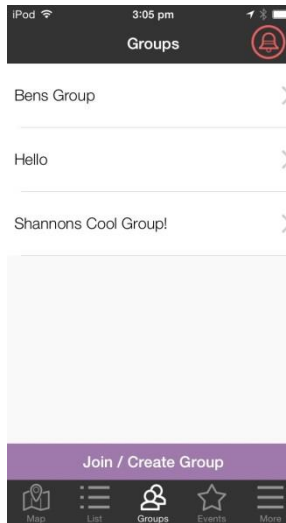 iPod 3:05 pm
Groups
Bens Group
Hello
Shannons Cool Group!
Join / Create Group
Map List Groups Events More